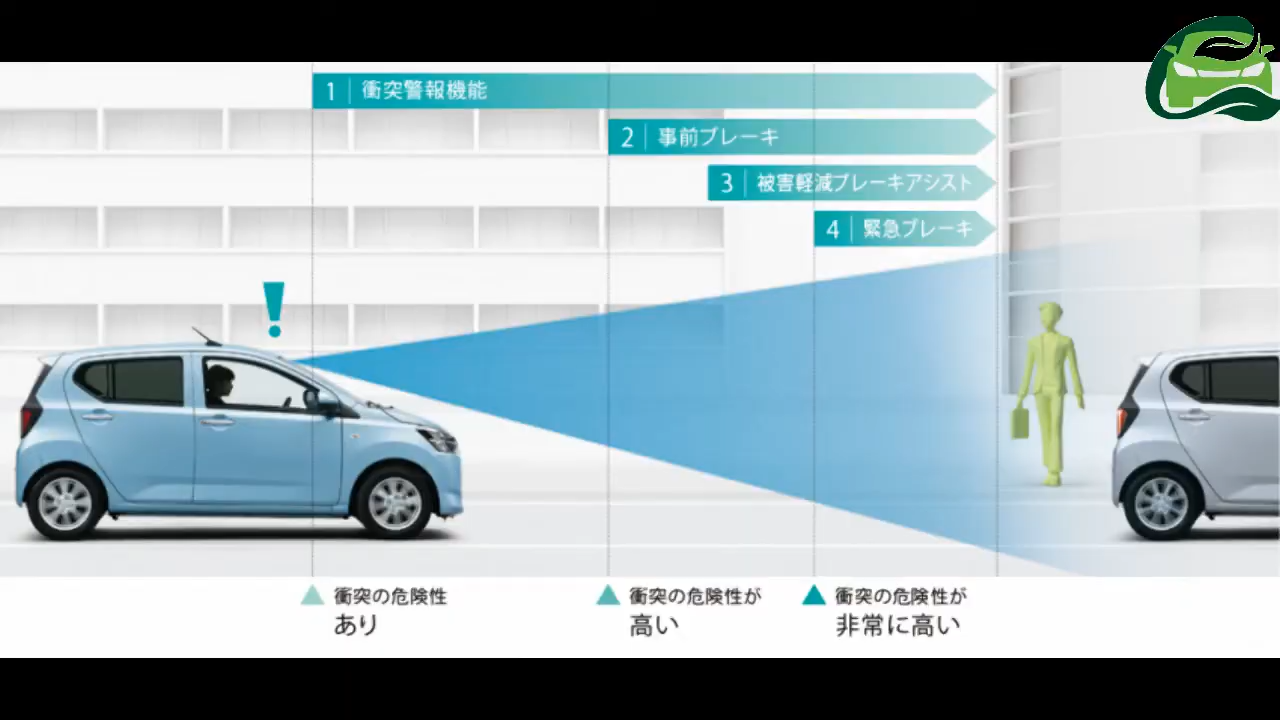 1 衝突警報機能
2 事前ブレーキ
3 被害軽減ブレーキアシスト
4 緊急ブレーキ
!
衝突の危険性
あり
衝突の危険性が
高い
衝突の危険性が
非常に高い